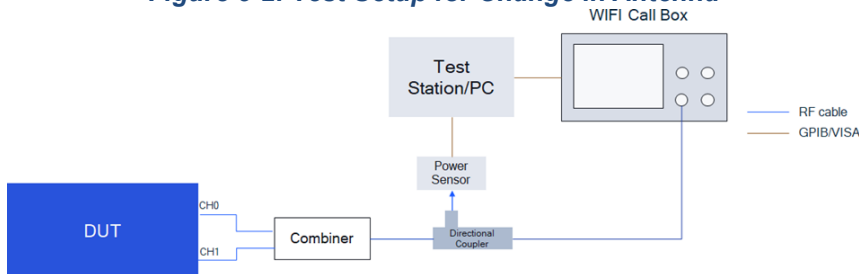 WIFI Call Box
Test
Station/PC
RF cable
GPIB/VISA
Power
Sensor
CH0
DUT
Combiner
Directional
Coupler
CH1